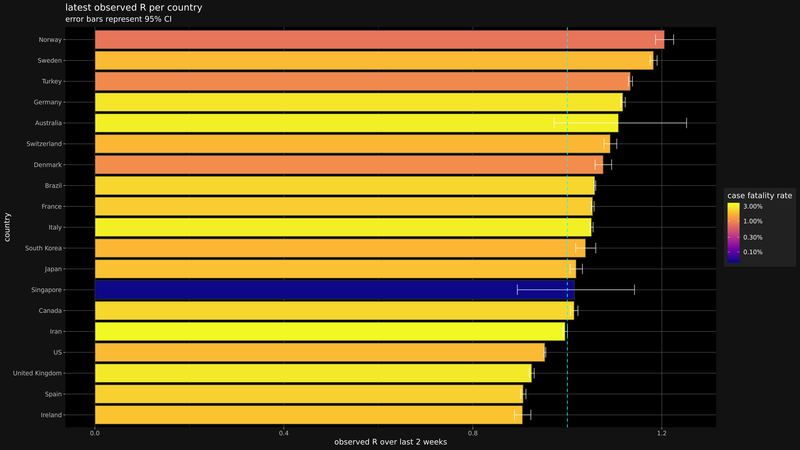 latest observed R per country
error bars represent 95% CI
country
Norway
Sweden
Turkey
Germany
Australia
Switzerland
Denmark
Brazil
France
Italy
South Korea
Japan
Singapore
Canada
Iran
US
United Kingdom
Spain
Ireland
0.0 0.4 0.8 1.2
observed R over last 2 weeks
case fatality rate
3.00%
1.00%
0.30%
0.10%